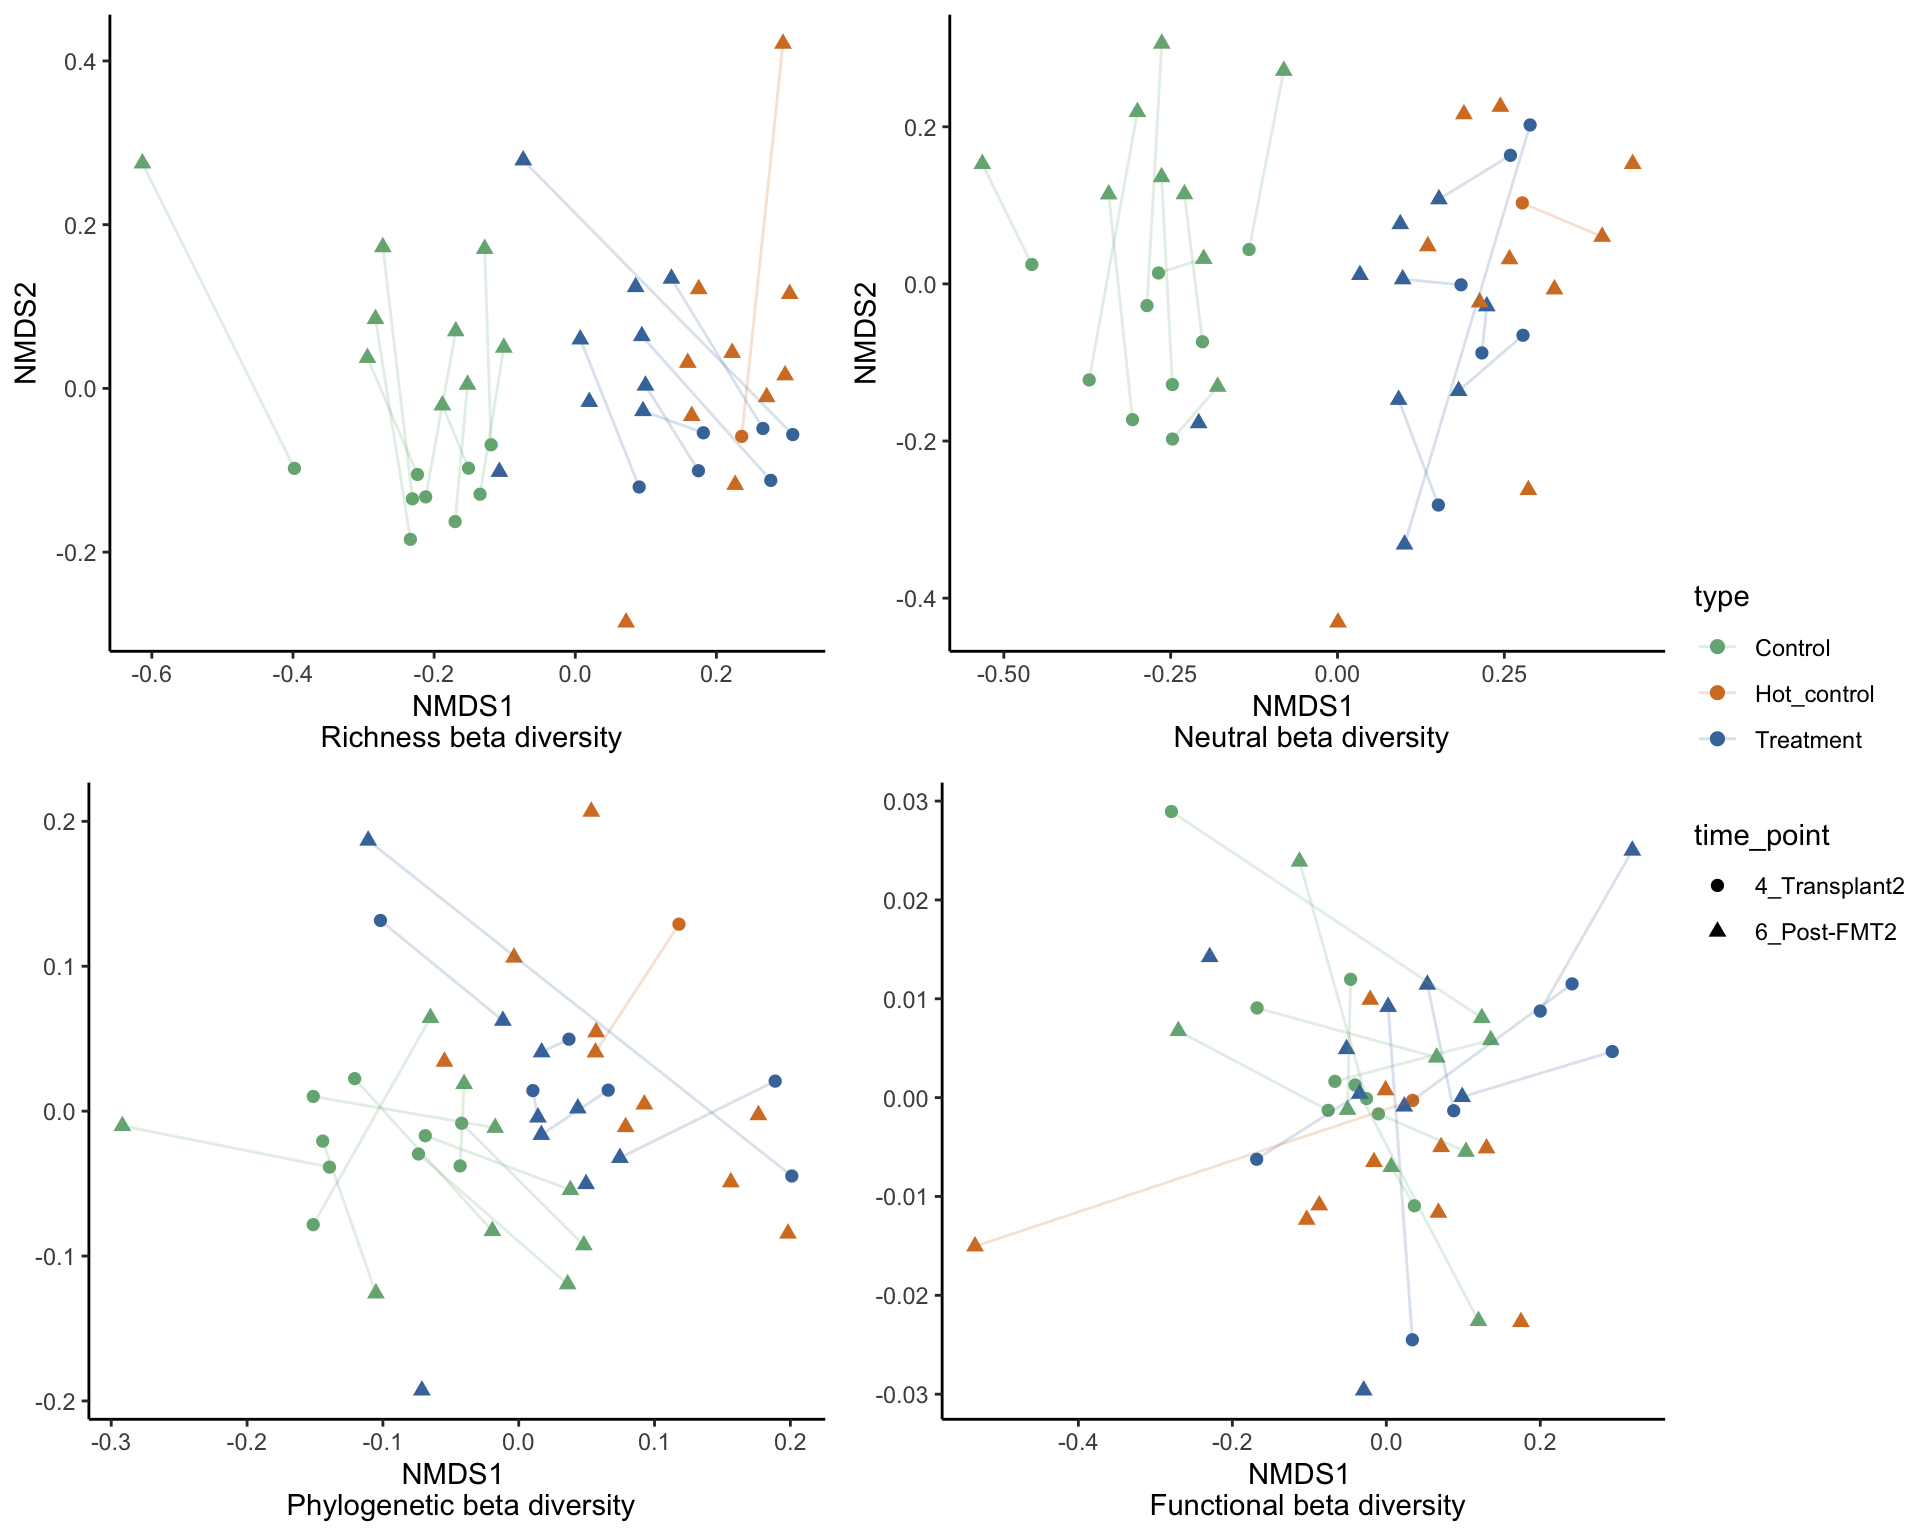 0.4
0.2
0.0
-0.2
NMDS2
-0.6
-0.4
-0.2
0.0
0.2
NMDS1
Richness beta diversity
0.2
0.0
-0.2
-0.4
NMDS2
-0.50
-0.25
0.00
0.25
NMDS1
Neutral beta diversity
type
Control
Hot_control
Treatment
time_point
4_Transplant2
6_Post-FMT2
0.2
0.1
0.0
-0.1
-0.2
-0.3
-0.2
-0.1
0.0
0.1
0.2
NMDS1
Phylogenetic beta diversity
0.03
0.02
0.01
0.00
-0.01
-0.02
-0.03
-0.4
-0.2
0.0
0.2
NMDS1
Functional beta diversity